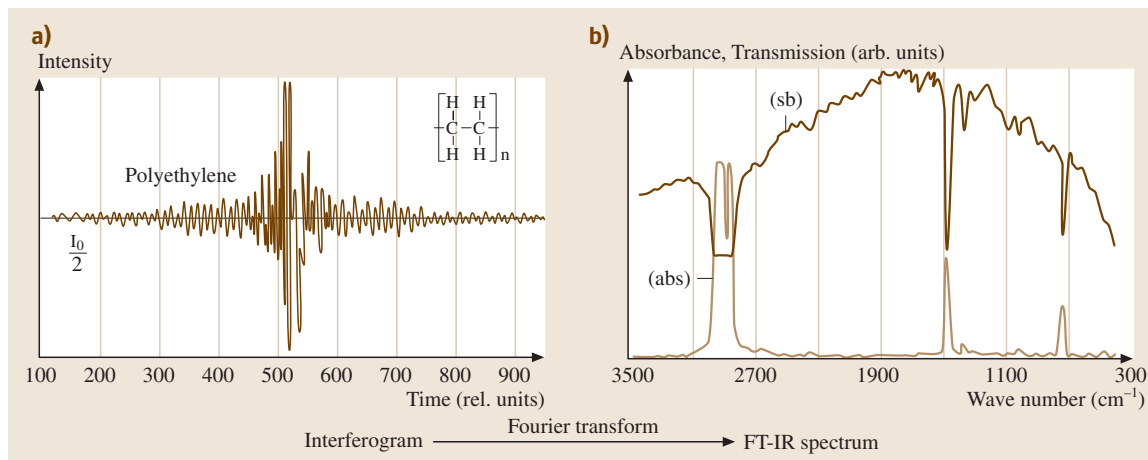 a)
Intensity
Polyethylene
I₀
2
H H
C C
H H
n
100 200 300 400 500 600 700 800 900
Time (rel. units)
b)
Absorbance, Transmission (arb. units)
(sb)
(abs)
3500 2700 1900 1100 300
Wave number (cm⁻¹)
Fourier transform
Interferogram FT-IR spectrum